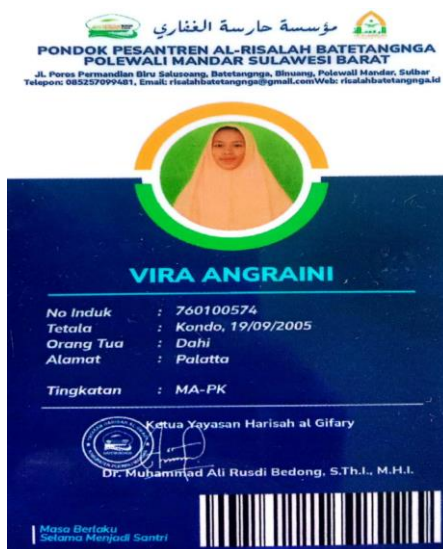 مؤسسة حارسة الغفاري
PONDOK PESANTREN AL-RISALAH BATETANGNGA
POLEWALI MANDAR SULAWESI BARAT
Jl. Poros Permandian Biru Salusoang, Batetangnga, Binuang, Polewali Mandar, Sulbar
Telepon: 085257099481, Email: risalahbatetangnga@gmail.comWeb: risalahbatetangnga.id
VIRA ANGRAINI
No Induk : 760100574
Tetala : Kondo, 19/09/2005
Orang Tua : Dahi
Alamat : Palatta
Tingkatan : MA-PK
Ketua Yayasan Harisah al Gifary
Dr. Muhammad Ali Rusdi Bedong, S.Th.I., M.H.I.
Masa Berlaku
Selama Menjadi Santri